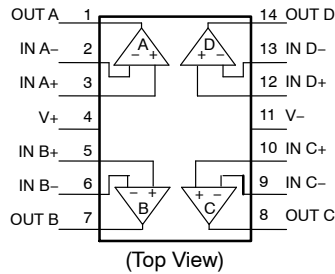 OUT A 1 14 OUT D
IN A− 2 − + A D + − 13 IN D−
IN A+ 3 12 IN D+
V+ 4 11 V−
IN B+ 5 10 IN C+
IN B− 6 − + B C + − 9 IN C−
OUT B 7 8 OUT C
(Top View)